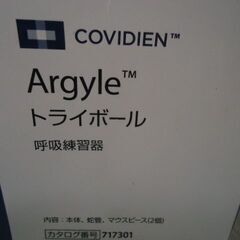 COVIDIEN™
Argyle™
トライボール
呼吸練習器
内容：本体、蛇管、マウスピース(2個)
カタログ番号 717301